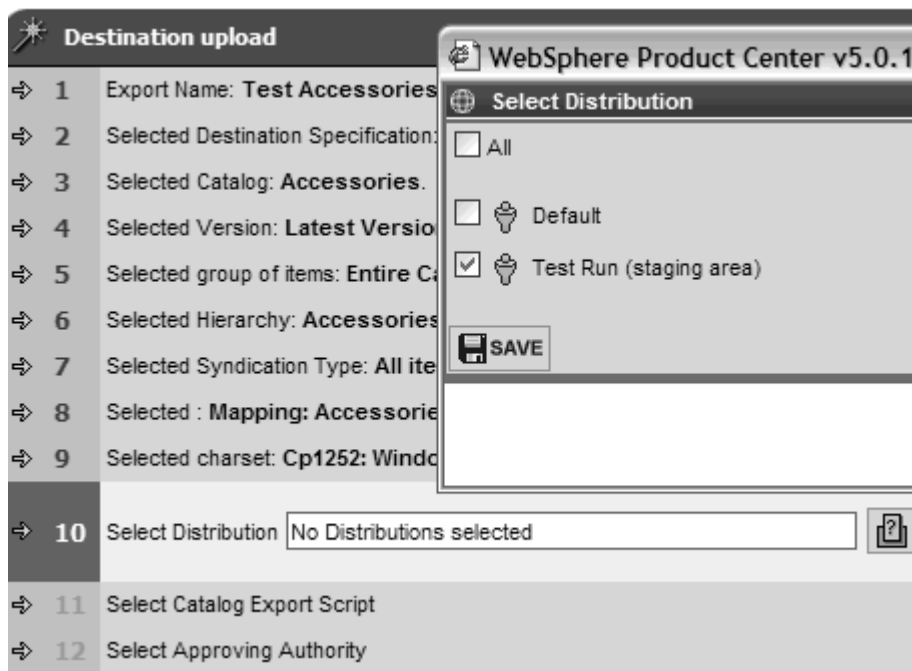 Destination upload
1 Export Name: Test Accessories
2 Selected Destination Specification:
3 Selected Catalog: Accessories.
4 Selected Version: Latest Versio
5 Selected group of items: Entire Ca
6 Selected Hierarchy: Accessories
7 Selected Syndication Type: All ite
8 Selected : Mapping: Accessorie
9 Selected charset: Cp1252: Windo
10 Select Distribution No Distributions selected
11 Select Catalog Export Script
12 Select Approving Authority
WebSphere Product Center v5.0.1
Select Distribution
All
Default
Test Run (staging area)
SAVE